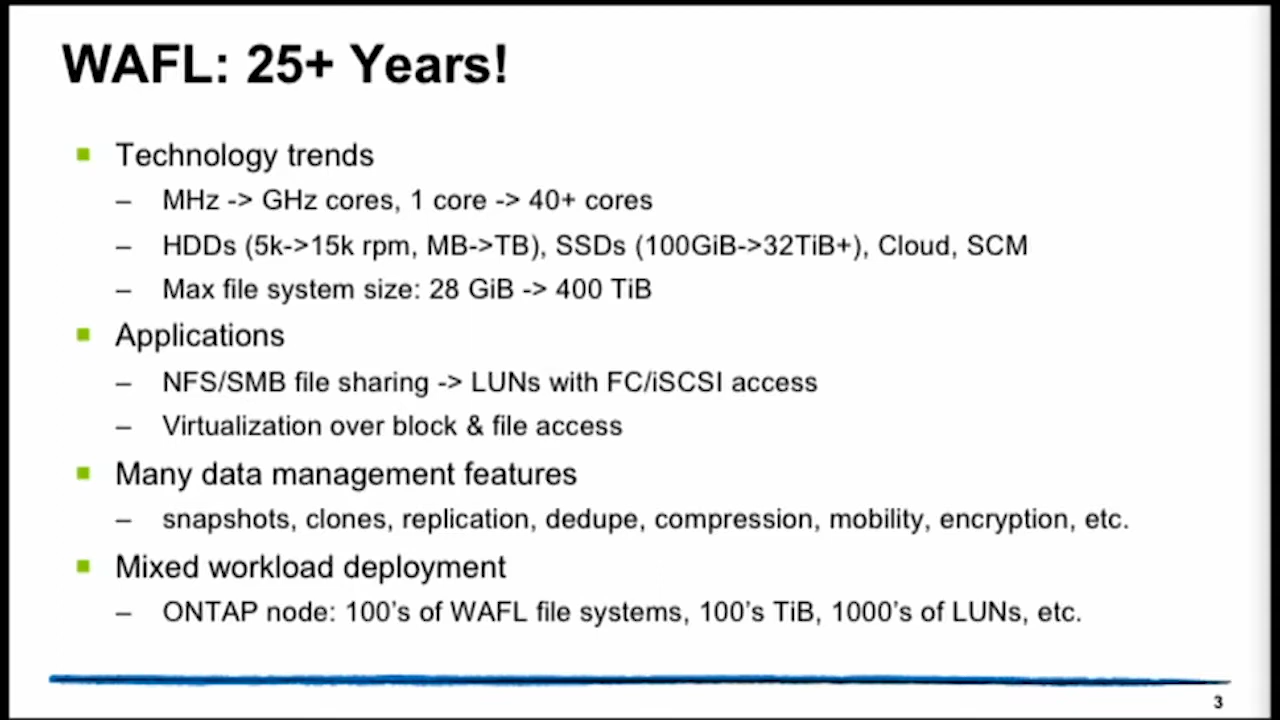 WAFL: 25+ Years!
Technology trends
– MHz -> GHz cores, 1 core -> 40+ cores
– HDDs (5k->15k rpm, MB->TB), SSDs (100GiB->32TiB+), Cloud, SCM
– Max file system size: 28 GiB -> 400 TiB
Applications
– NFS/SMB file sharing -> LUNs with FC/iSCSI access
– Virtualization over block & file access
Many data management features
– snapshots, clones, replication, dedupe, compression, mobility, encryption, etc.
Mixed workload deployment
– ONTAP node: 100’s of WAFL file systems, 100’s TiB, 1000’s of LUNs, etc.
3